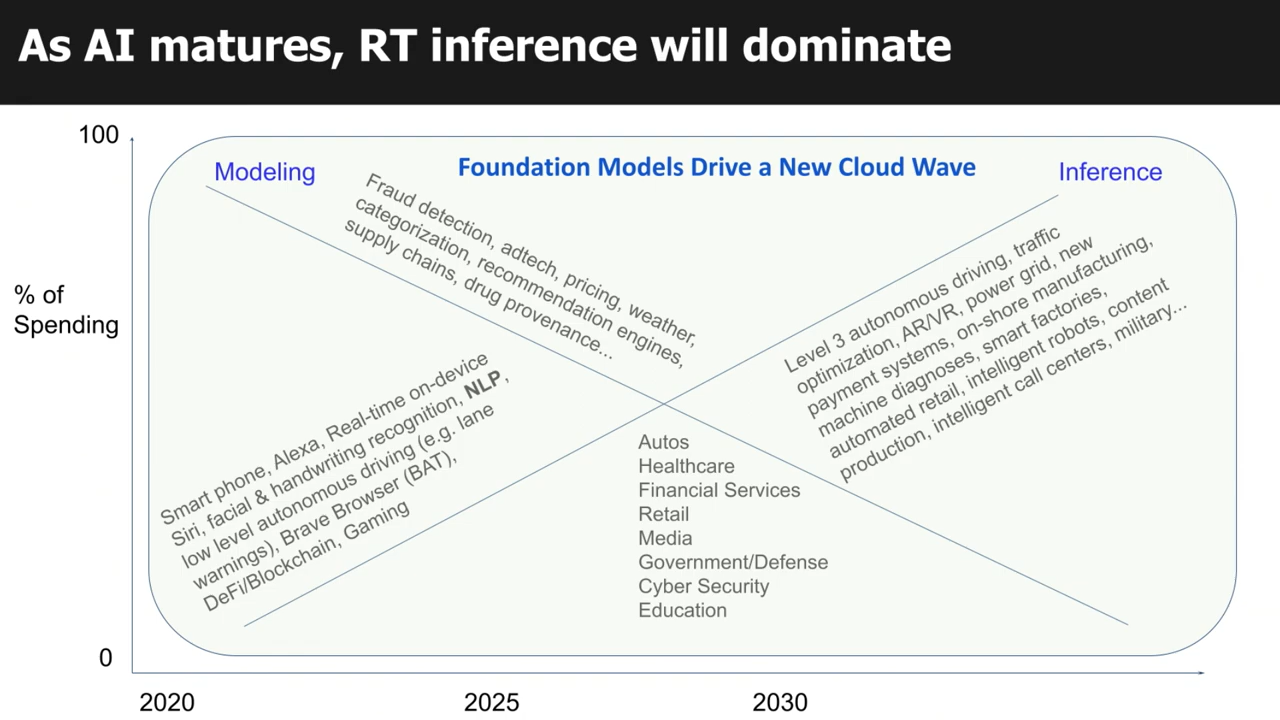 As AI matures, RT inference will dominate
100
Modeling
Foundation Models Drive a New Cloud Wave
Inference
Fraud detection, adtech, pricing, weather,
categorization, recommendation engines,
supply chains, drug provenance...
% of
Spending
Level 3 autonomous driving, traffic
optimization, AR/VR, power grid, new
payment systems, on-shore manufacturing,
machine diagnoses, smart factories,
automated retail, intelligent robots, content
production, intelligent call centers, military...
Smart phone, Alexa, Real-time on-device
Siri, facial & handwriting recognition, NLP,
low level autonomous driving (e.g. lane
warnings), Brave Browser (BAT),
DeFi/Blockchain, Gaming
Autos
Healthcare
Financial Services
Retail
Media
Government/Defense
Cyber Security
Education
0
2020
2025
2030